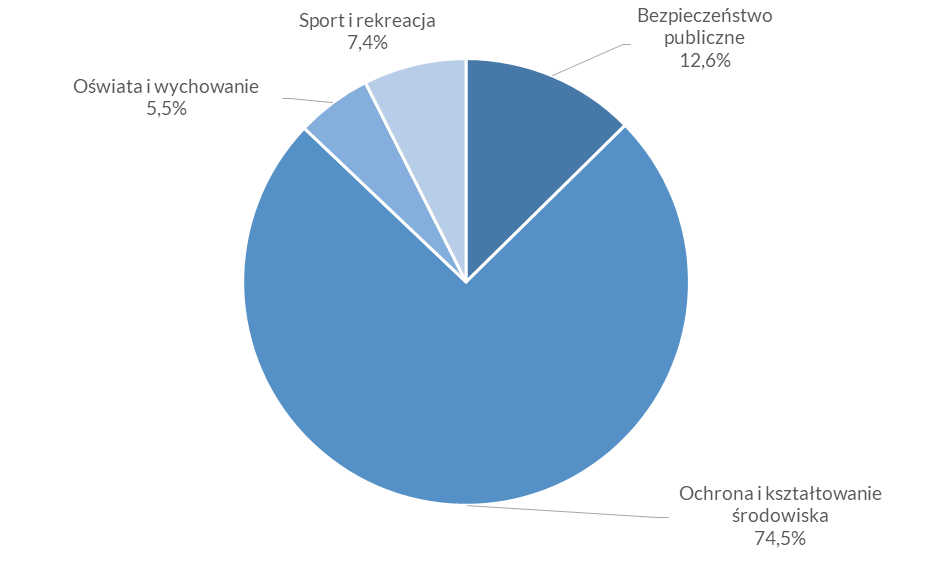 Sport i rekreacja
7,4%
Bezpieczeństwo
publiczne
12,6%
Oświata i wychowanie
5,5%
Ochrona i kształtowanie
środowiska
74,5%